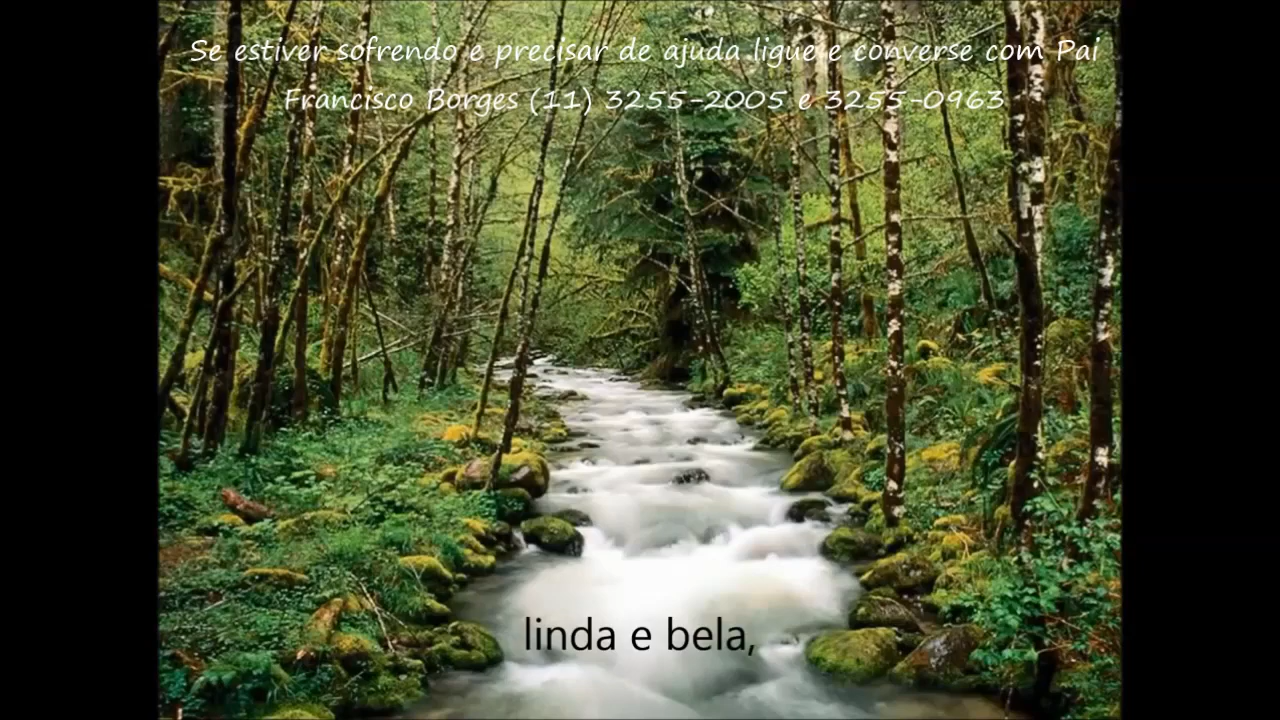 Se estiver sofrendo e precisar de ajuda ligue e converse com Pai
Francisco Borges (11) 3255-2005 e 3255-0963
linda e bela,